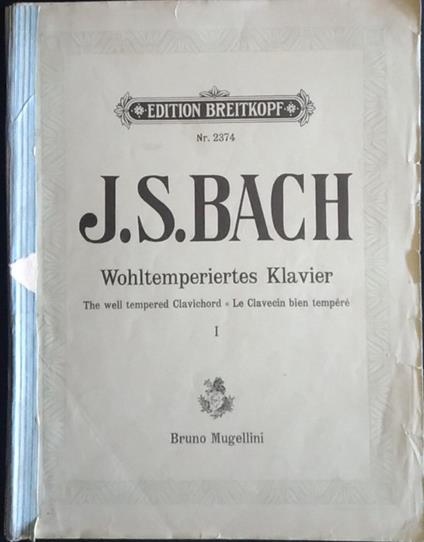 EDITION BREITKOPF
Nr. 2374
J.S.BACH
Wohltemperiertes Klavier
The well tempered Clavichord • Le Clavecin bien tempéré
I
Bruno Mugellini